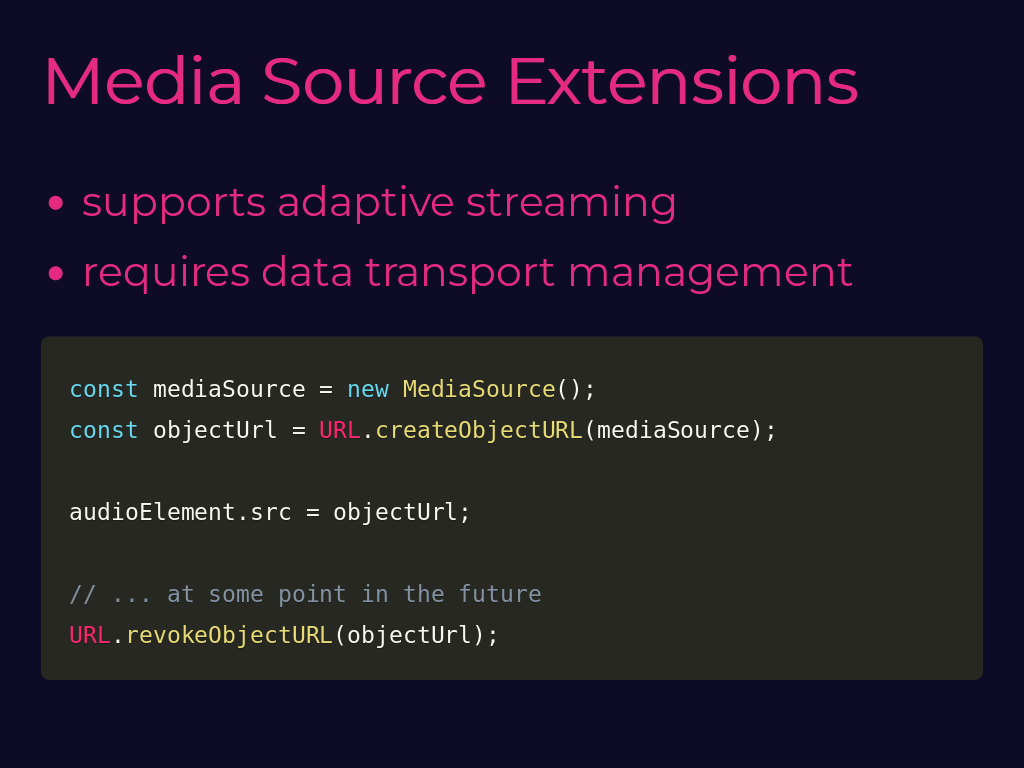 Media Source Extensions
• supports adaptive streaming
• requires data transport management
const mediaSource = new MediaSource();
const objectUrl = URL.createObjectURL(mediaSource);
audioElement.src = objectUrl;
// ... at some point in the future
URL.revokeObjectURL(objectUrl);